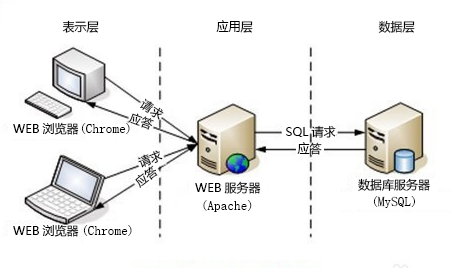 表示层
应用层
数据层
请求
应答
WEB 浏览器 (Chrome)
请求
应答
WEB 浏览器 (Chrome)
WEB 服务器
(Apache)
SQL 请求
应答
数据库服务器
(MySQL)